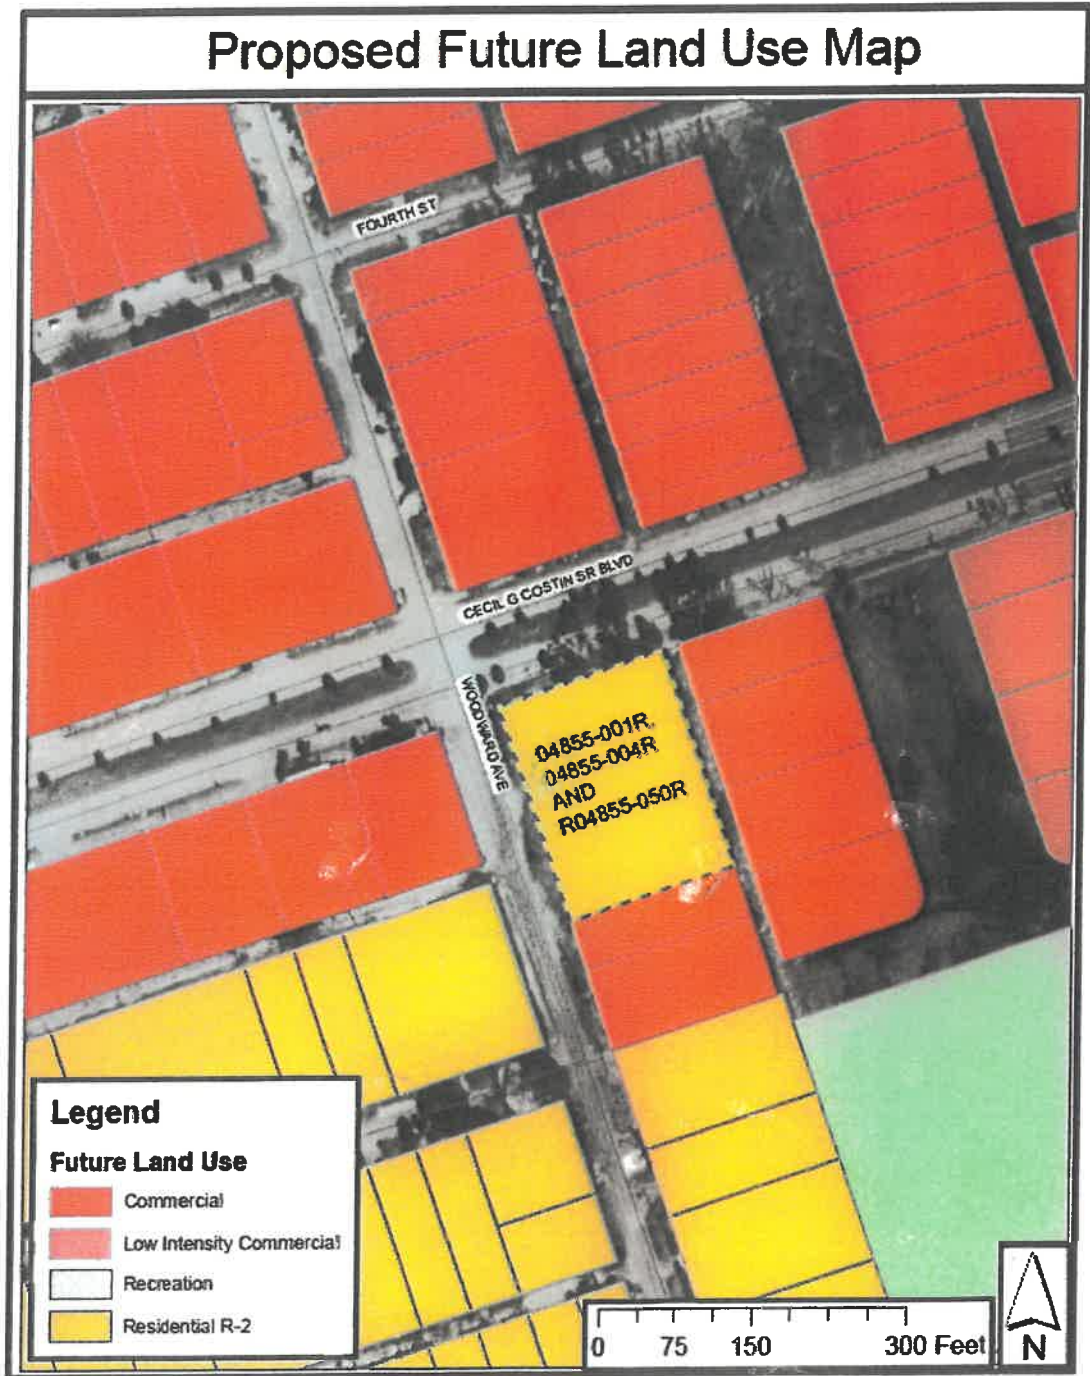 Proposed Future Land Use Map
FOURTH ST
CECIL G COSTIN SR BLVD
WOODWARD AVE
04855-001R,
04855-004R
AND
R04855-050R
Legend
Future Land Use
Commercial
Low Intensity Commercial
Recreation
Residential R-2
0 75 150 300 Feet
N